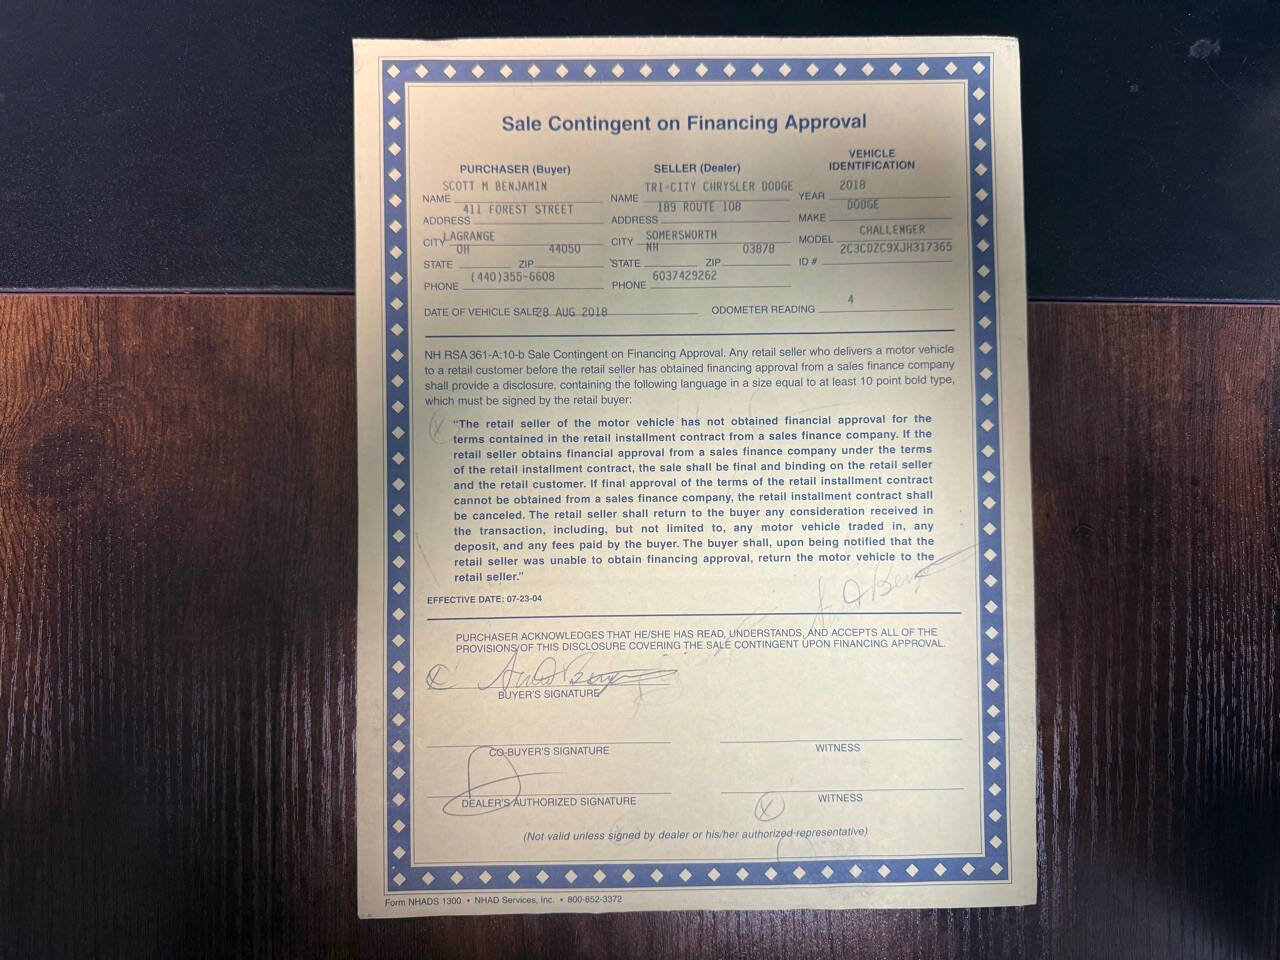 Sale Contingent on Financing Approval
PURCHASER (Buyer)
SCOTT M BENJAMIN
NAME
411 FOREST STREET
ADDRESS
LAGRANGE
CITY
OH 44050
STATE ZIP
(440)355-6608
PHONE
SELLER (Dealer)
TRI-CITY CHRYSLER DODGE
NAME
189 ROUTE 108
ADDRESS
SOMERSWORTH
CITY
NH 03878
STATE ZIP
6037429262
PHONE
VEHICLE
IDENTIFICATION
2018
YEAR
DODGE
MAKE
CHALLENGER
MODEL
2C3CDZC9XJH317365
ID #
DATE OF VEHICLE SALE 28 AUG 2018
ODOMETER READING 4
NH RSA 361-A:10-b Sale Contingent on Financing Approval. Any retail seller who delivers a motor vehicle
to a retail customer before the retail seller has obtained financing approval from a sales finance company
shall provide a disclosure, containing the following language in a size equal to at least 10 point bold type,
which must be signed by the retail buyer:
X
"The retail seller of the motor vehicle has not obtained financial approval for the
terms contained in the retail installment contract from a sales finance company. If the
retail seller obtains financial approval from a sales finance company under the terms
of the retail installment contract, the sale shall be final and binding on the retail seller
and the retail customer. If final approval of the terms of the retail installment contract
cannot be obtained from a sales finance company, the retail installment contract shall
be canceled. The retail seller shall return to the buyer any consideration received in
the transaction, including, but not limited to, any motor vehicle traded in, any
deposit, and any fees paid by the buyer. The buyer shall, upon being notified that the
retail seller was unable to obtain financing approval, return the motor vehicle to the
retail seller."
EFFECTIVE DATE: 07-23-04
PURCHASER ACKNOWLEDGES THAT HE/SHE HAS READ, UNDERSTANDS, AND ACCEPTS ALL OF THE
PROVISIONS OF THIS DISCLOSURE COVERING THE SALE CONTINGENT UPON FINANCING APPROVAL.
X
BUYER'S SIGNATURE
CO-BUYER'S SIGNATURE
WITNESS
DEALER'S AUTHORIZED SIGNATURE
X
WITNESS
(Not valid unless signed by dealer or his/her authorized representative)
Form NHADS 1300 • NHAD Services, Inc. • 800-852-3372